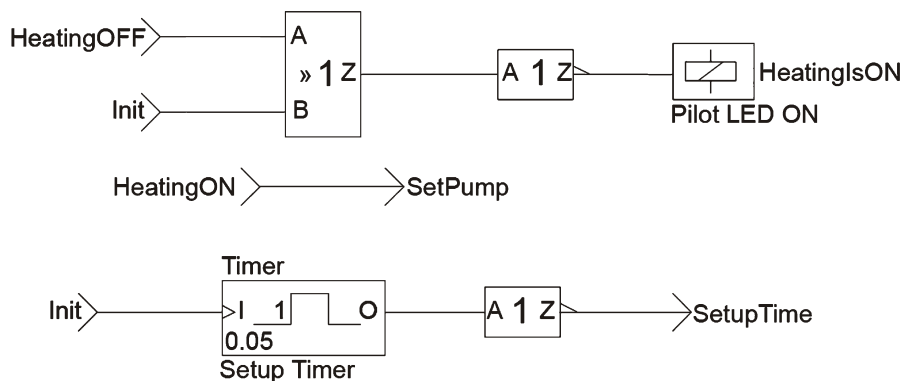 HeatingOFF
A
» 1 Z
Init
B
A 1 Z
HeatingIsON
Pilot LED ON
HeatingON
SetPump
Timer
Init
I 1 O
0.05
Setup Timer
A 1 Z
SetupTime